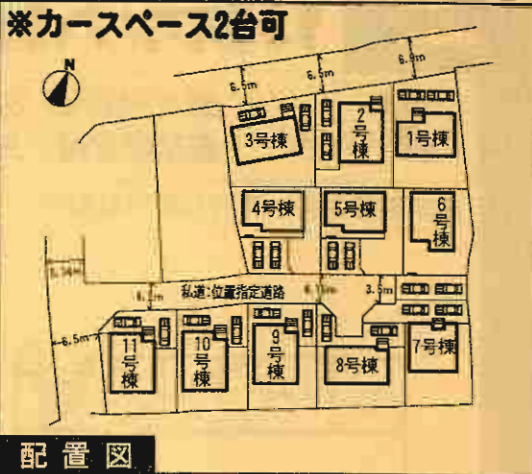 ※カースペース2台可
N
6.5m
6.5m
6.9m
3号棟
2号棟
1号棟
4号棟
5号棟
6号棟
私道:位置指定道路
3.5m
6.5m
11号棟
10号棟
9号棟
8号棟
7号棟
配置図